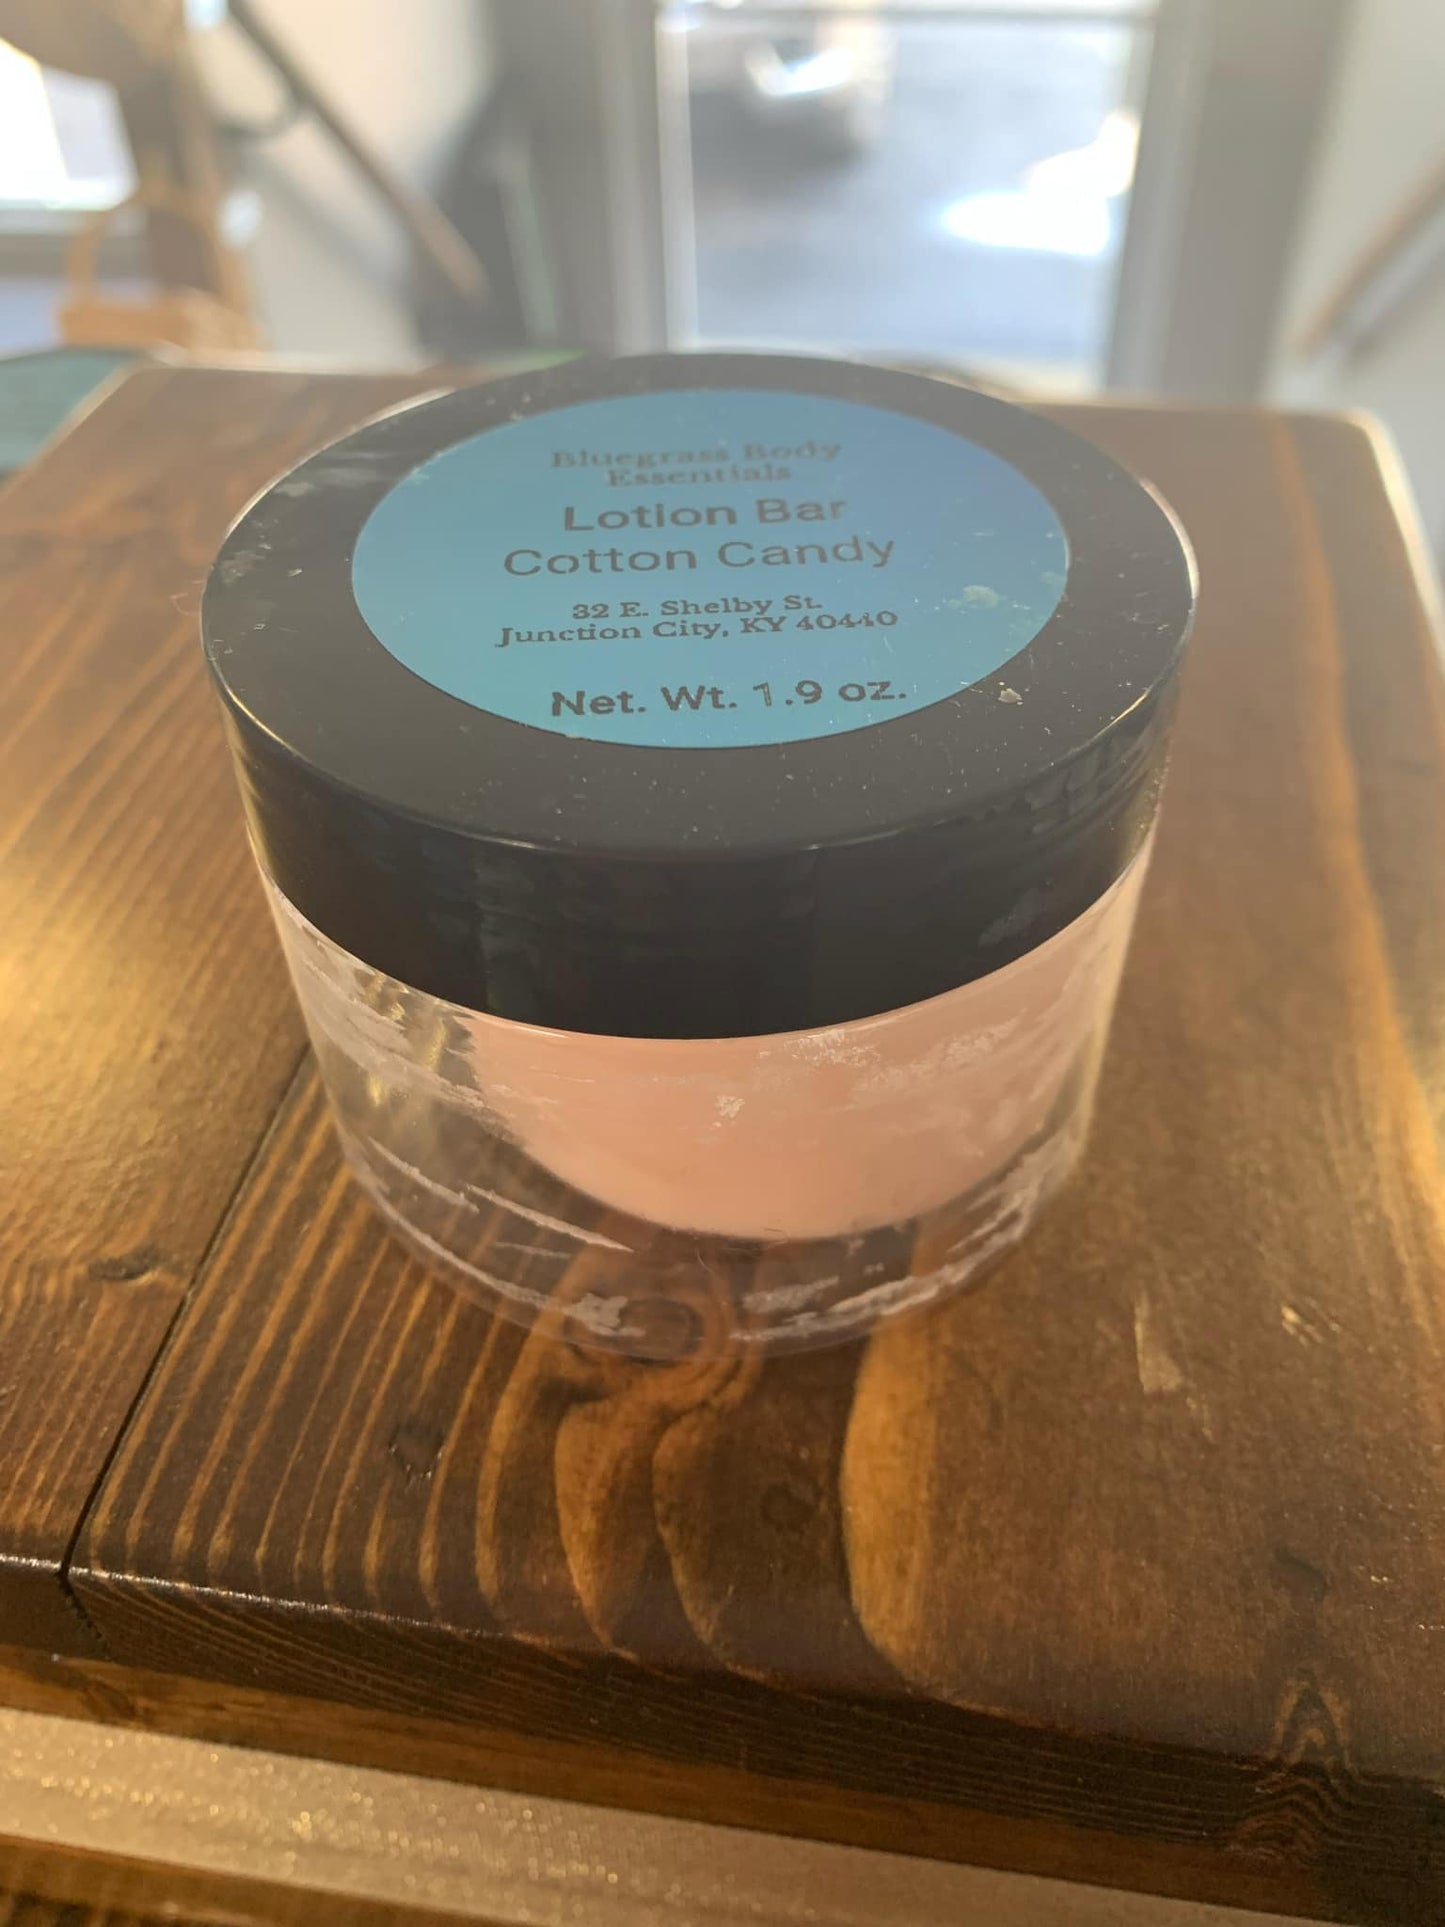 Bluegrass Body
Essentials
Lotion Bar
Cotton Candy
32 E. Shelby St.
Junction City, KY 40440
Net. Wt. 1.9 oz.